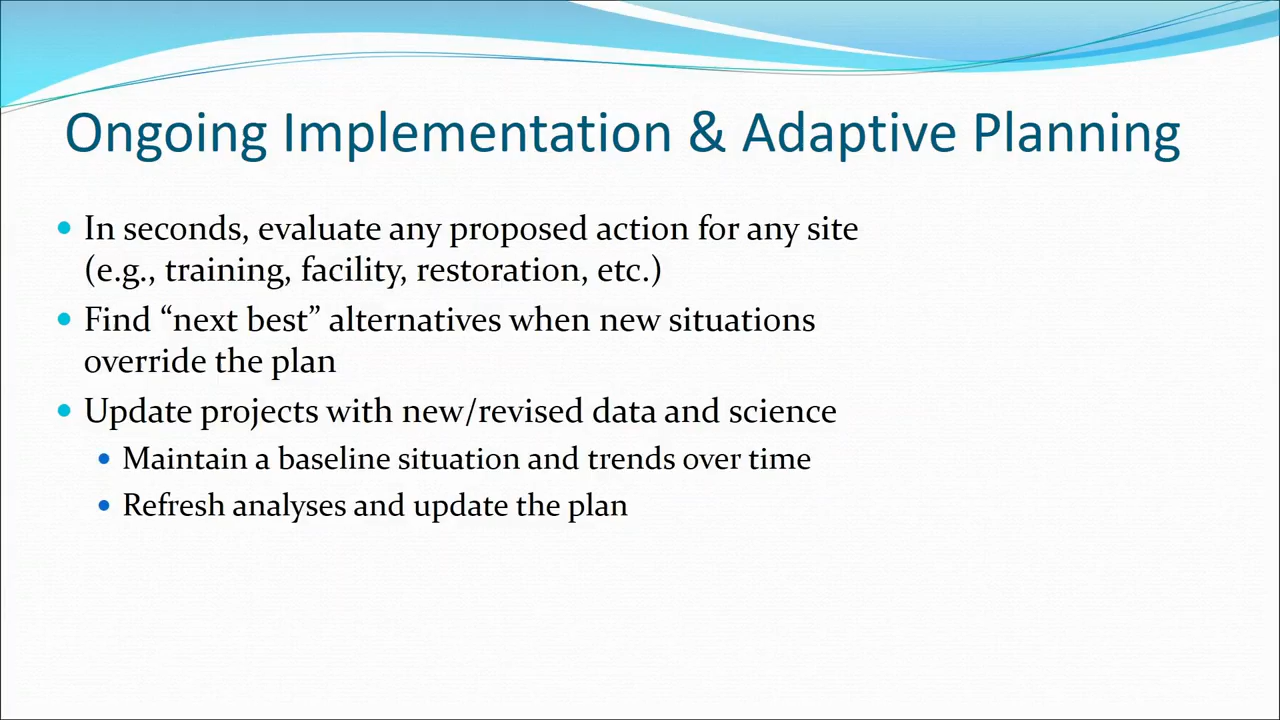 Ongoing Implementation & Adaptive Planning
In seconds, evaluate any proposed action for any site
(e.g., training, facility, restoration, etc.)
Find “next best” alternatives when new situations
override the plan
Update projects with new/revised data and science
Maintain a baseline situation and trends over time
Refresh analyses and update the plan